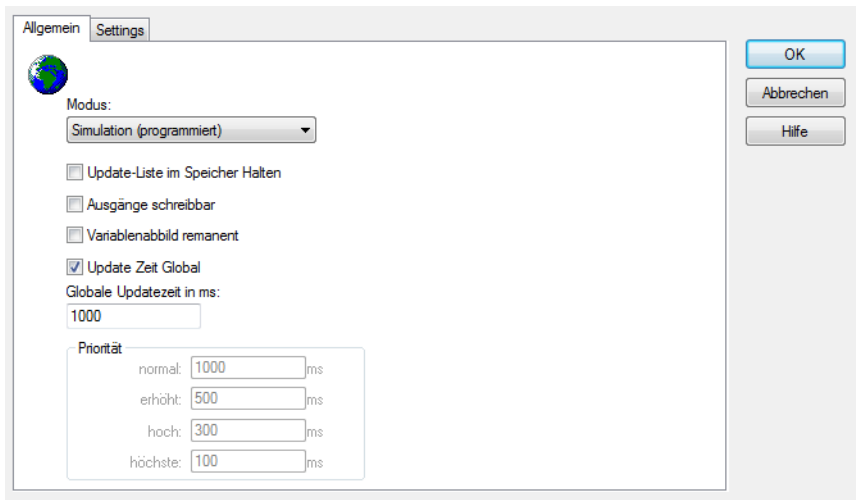 Allgemein Settings
OK
Abbrechen
Hilfe
Modus:
Simulation (programmiert)
Update-Liste im Speicher Halten
Ausgänge schreibbar
Variablenabbild remanent
Update Zeit Global
Globale Updatezeit in ms:
1000
Priorität
normal: 1000 ms
erhöht: 500 ms
hoch: 300 ms
höchste: 100 ms